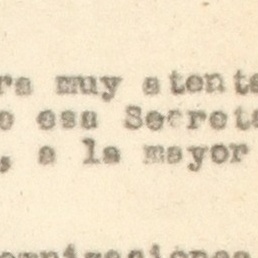 ra muy atente
o esa Secreta
, a la mayor